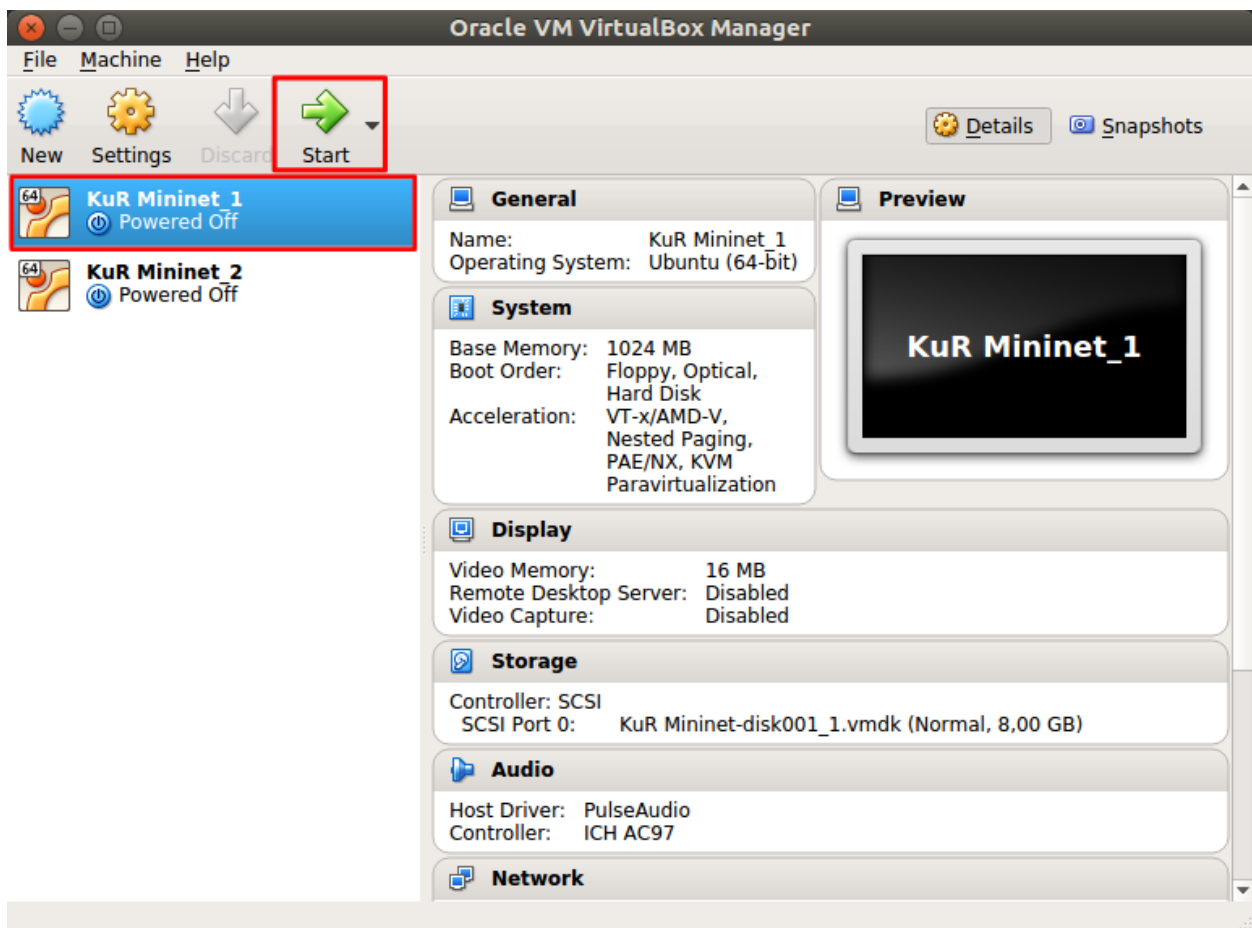 Oracle VM VirtualBox Manager
File Machine Help
New Settings Discard Start
Details Snapshots
64 KuR Mininet_1
Powered Off
64 KuR Mininet_2
Powered Off
General
Name: KuR Mininet_1
Operating System: Ubuntu (64-bit)
Preview
KuR Mininet_1
System
Base Memory: 1024 MB
Boot Order: Floppy, Optical,
Hard Disk
Acceleration: VT-x/AMD-V,
Nested Paging,
PAE/NX, KVM
Paravirtualization
Display
Video Memory: 16 MB
Remote Desktop Server: Disabled
Video Capture: Disabled
Storage
Controller: SCSI
SCSI Port 0: KuR Mininet-disk001_1.vmdk (Normal, 8,00 GB)
Audio
Host Driver: PulseAudio
Controller: ICH AC97
Network